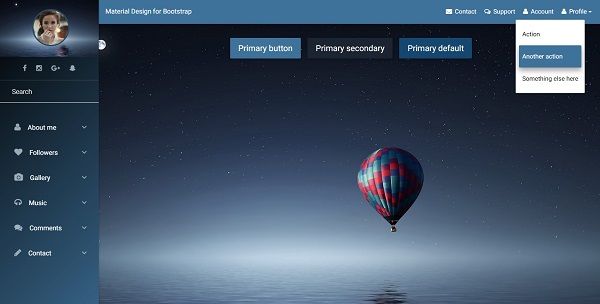 Material Design for Bootstrap
Contact Support Account Profile
Action
Another action
Something else here
Primary button Primary secondary Primary default
G+
Search
About me
Followers
Gallery
Music
Comments
Contact